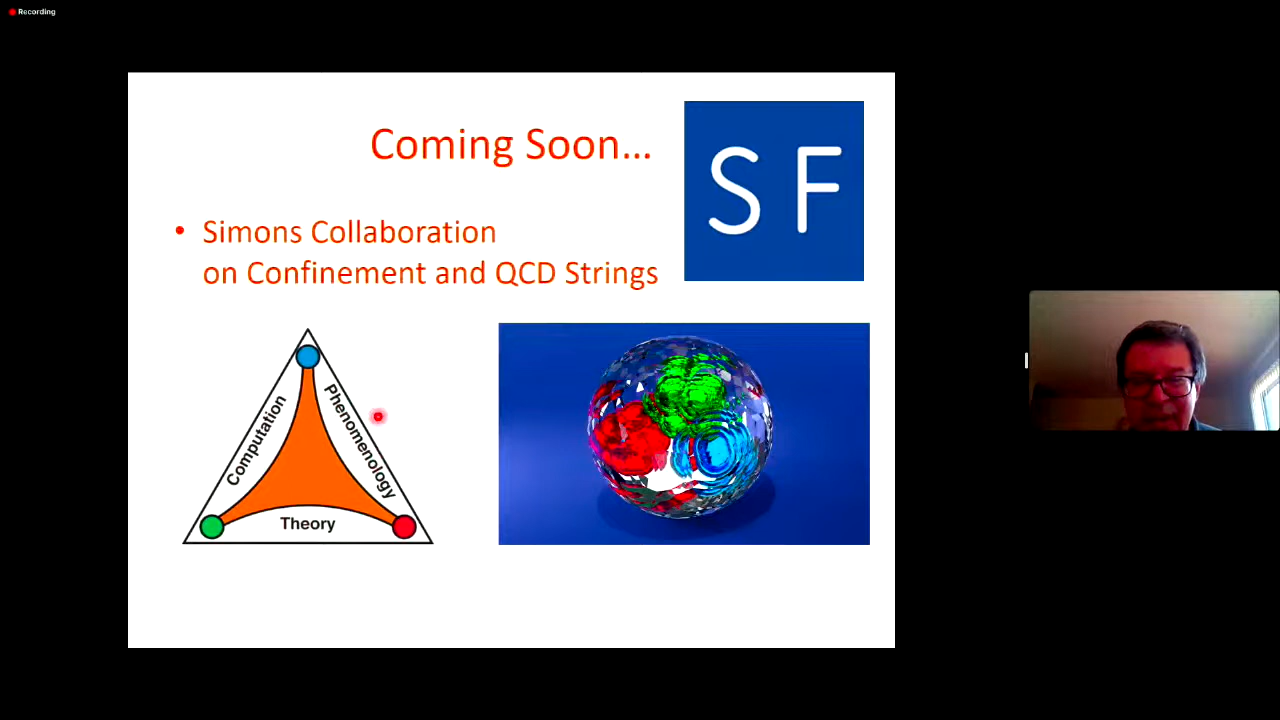 Recording
Coming Soon...
S F
• Simons Collaboration
on Confinement and QCD Strings
Computation
Phenomenology
Theory